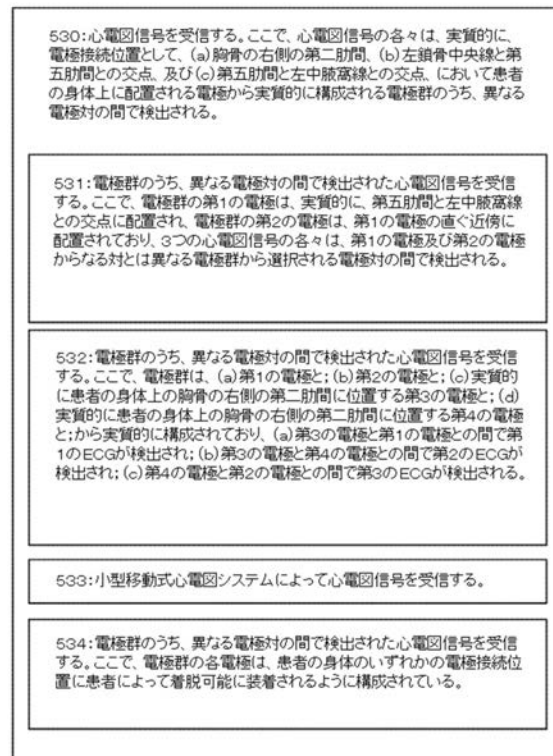 530:心電図信号を受信する。ここで、心電図信号の各々は、実質的に、
電極接続位置として、(a)胸骨の右側の第二肋間、(b)左鎖骨中央線と第
五肋間との交点、及び(c)第五肋間と左中腋窩線との交点、において患者
の身体上に配置される電極から実質的に構成される電極群のうち、異なる
電極対の間で検出される。
531:電極群のうち、異なる電極対の間で検出された心電図信号を受信
する。ここで、電極群の第1の電極は、実質的に、第五肋間と左中腋窩線
との交点に配置され、電極群の第2の電極は、第1の電極の直ぐ近傍に
配置されており、3つの心電図信号の各々は、第1の電極及び第2の電極
からなる対とは異なる電極群から選択される電極対の間で検出される。
532:電極群のうち、異なる電極対の間で検出された心電図信号を受信
する。ここで、電極群は、(a)第1の電極と;(b)第2の電極と;(c)実質的
に患者の身体上の胸骨の右側の第二肋間に位置する第3の電極と;(d)
実質的に患者の身体上の胸骨の右側の第二肋間に位置する第4の電極
と;から実質的に構成されており、(a)第3の電極と第1の電極との間で第
1のECGが検出され;(b)第3の電極と第4の電極との間で第2のECGが
検出され;(c)第4の電極と第2の電極との間で第3のECGが検出される。
533:小型移動式心電図システムによって心電図信号を受信する。
534:電極群のうち、異なる電極対の間で検出された心電図信号を受信
する。ここで、電極群の各電極は、患者の身体のいずれかの電極接続位
置に患者によって着脱可能に装着されるように構成されている。